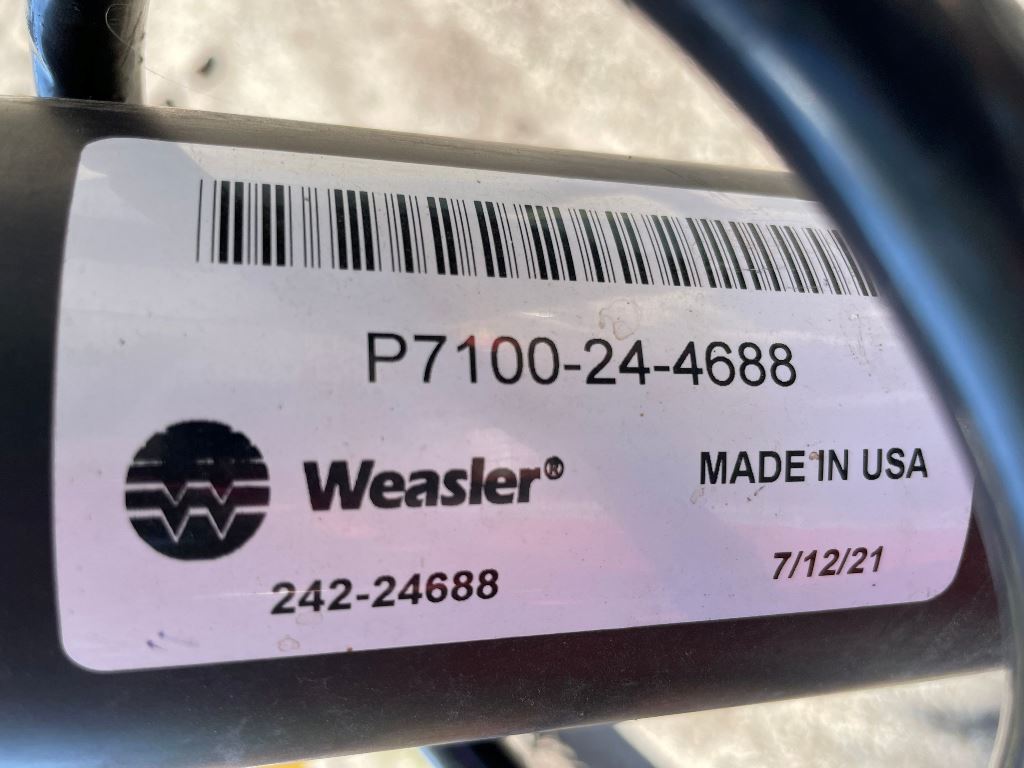 P7100-24-4688
Weasler®
MADE IN USA
242-24688
7/12/21